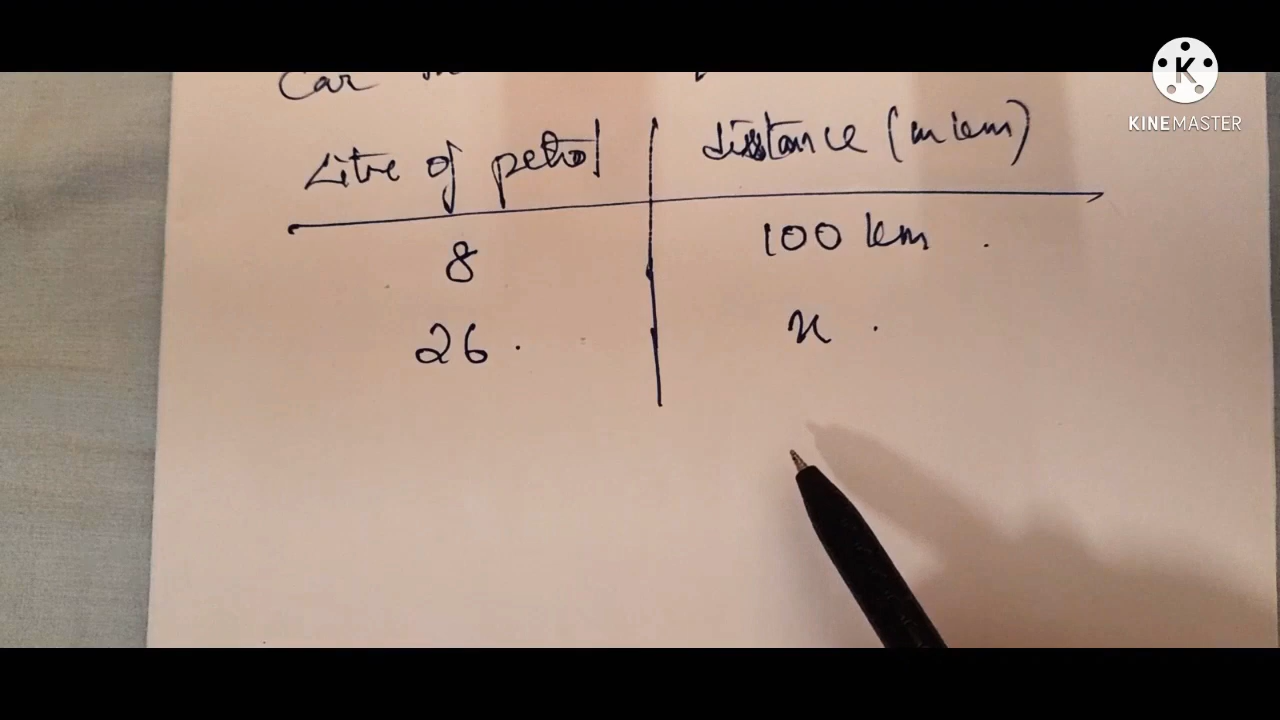 Car
KINEMASTER
Litre of petrol distance (in km)
8 100 km .
26 . x .